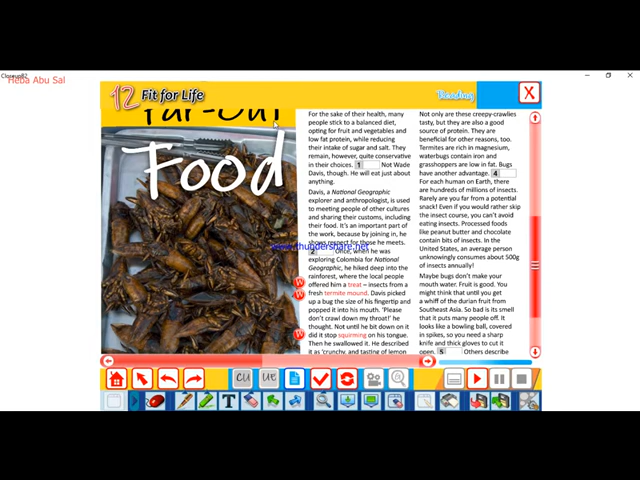 CloseupB2
Heba Abu Sal
12 Fit for Life
Reading
X
Far-Out
Food
For the sake of their health, many
people stick to a balanced diet,
opting for fruit and vegetables and
low fat protein, while reducing
their intake of sugar and salt. They
remain, however, quite conservative
in their choices. 1 Not Wade
Davis, though. He will eat just about
anything.
Davis, a National Geographic
explorer and anthropologist, is used
to meeting people of other cultures
and sharing their customs, including
their food. It's an important part of
the work, because by joining in, he
shows respect for those he meets.
2 Once, when he was
exploring Colombia for National
Geographic, he hiked deep into the
rainforest, where the local people
offered him a treat – insects from a
fresh termite mound. Davis picked
up a bug the size of his fingertip and
popped it into his mouth. 'Please
don't crawl down my throat!' he
thought. Not until he bit down on it
did it stop squirming on his tongue.
Then he swallowed it. He described
it as 'crunchy, and tasting of lemon
www.thundershare.net
W
W
W
Not only are these creepy-crawlies
tasty, but they are also a good
source of protein. They are
beneficial for other reasons, too.
Termites are rich in magnesium,
waterbugs contain iron and
grasshoppers are low in fat. Bugs
have another advantage. 4
For each human on Earth, there
are hundreds of millions of insects.
Rarely are you far from a potential
snack! Even if you would rather skip
the insect course, you can't avoid
eating insects. Processed foods
like peanut butter and chocolate
contain bits of insects. In the
United States, an average person
unknowingly consumes about 500g
of insects annually!
Maybe bugs don't make your
mouth water. Fruit is good. You
might think that until you get
a whiff of the durian fruit from
Southeast Asia. So bad is its smell
that it puts many people off. It
looks like a bowling ball, covered
in spikes, so you need a sharp
knife and thick gloves to cut it
open. 5 Others describe
CU
UE
T